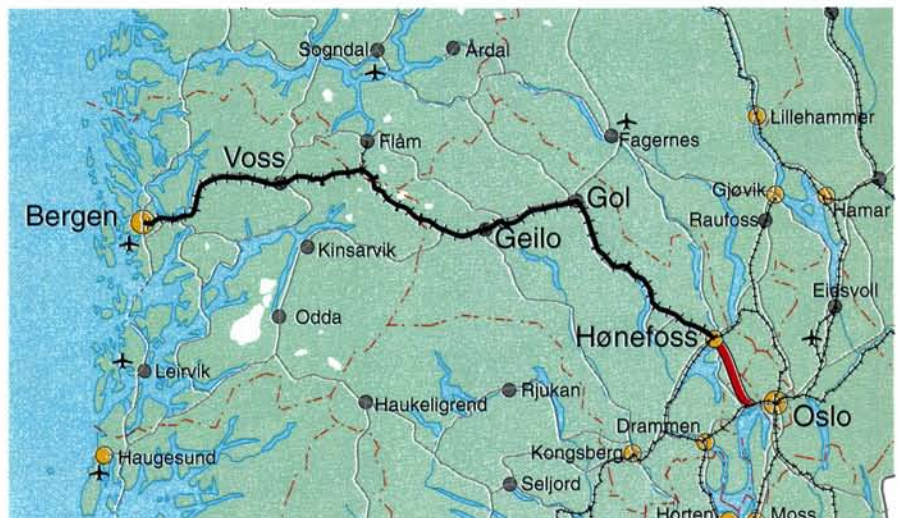 Sogndal
Årdal
Lillehammer
Fagernes
Flåm
Voss
Gjøvik
Gol
Hamar
Bergen
Raufoss
Geilo
Kinsarvik
Eidsvoll
Odda
Hønefoss
Leirvik
Rjukan
Haukeligrend
Oslo
Drammen
Kongsberg
Haugesund
Seljord
Horten
Moss